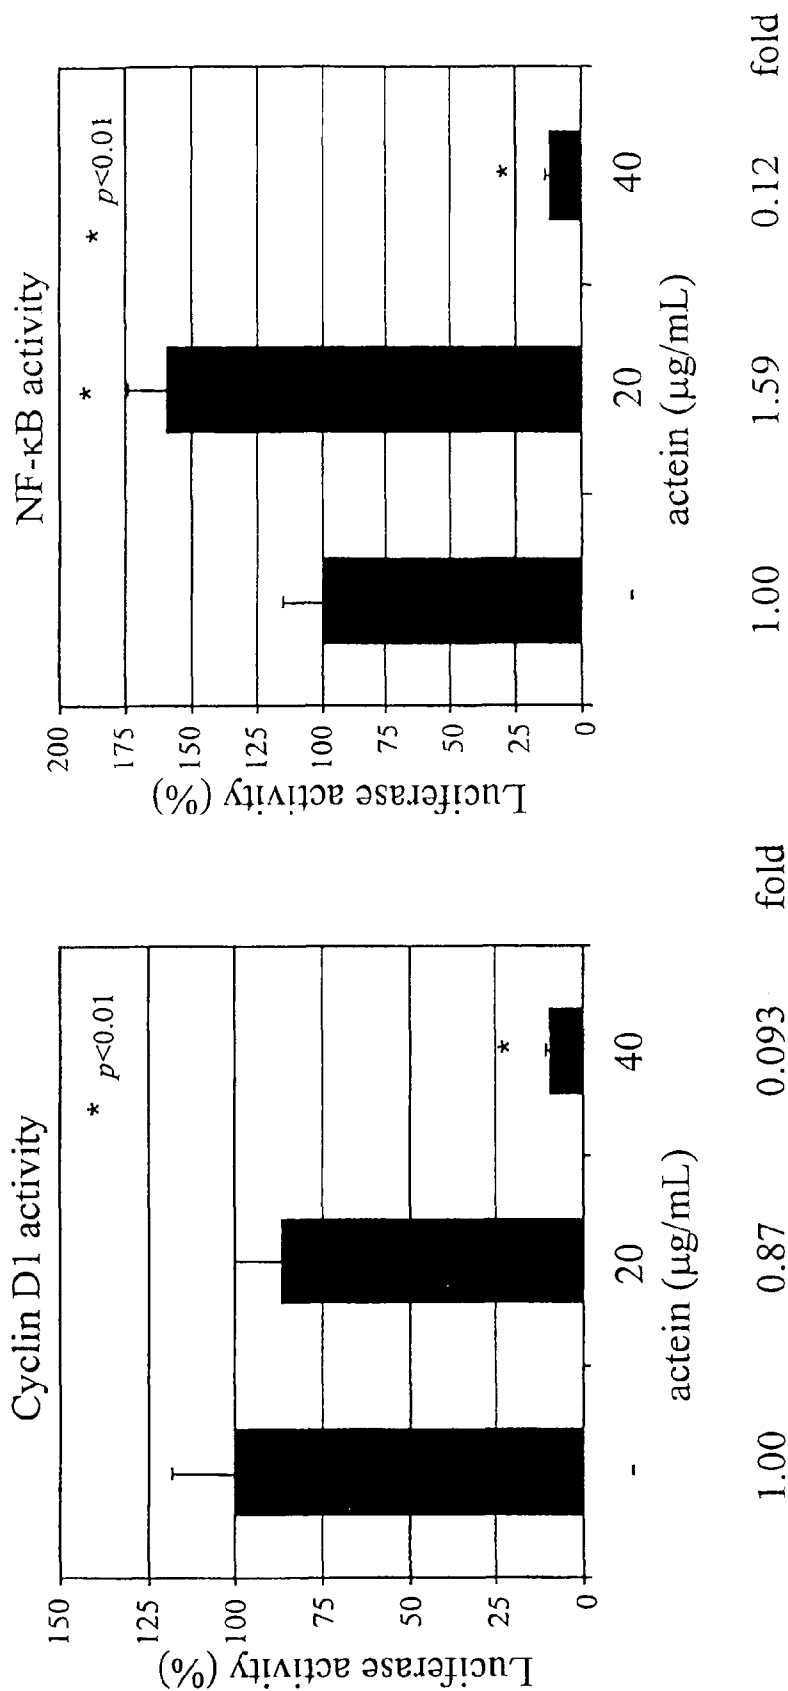 Cyclin D1 activity
* p<0.01
150
125
100
75
50
25
0
Luciferase activity (%)
*
- 20 40
actein (μg/mL)
1.00 0.87 0.093 fold
NF-κB activity
* p<0.01
200
175
150
125
100
75
50
25
0
Luciferase activity (%)
*
*
- 20 40
actein (μg/mL)
1.00 1.59 0.12 fold